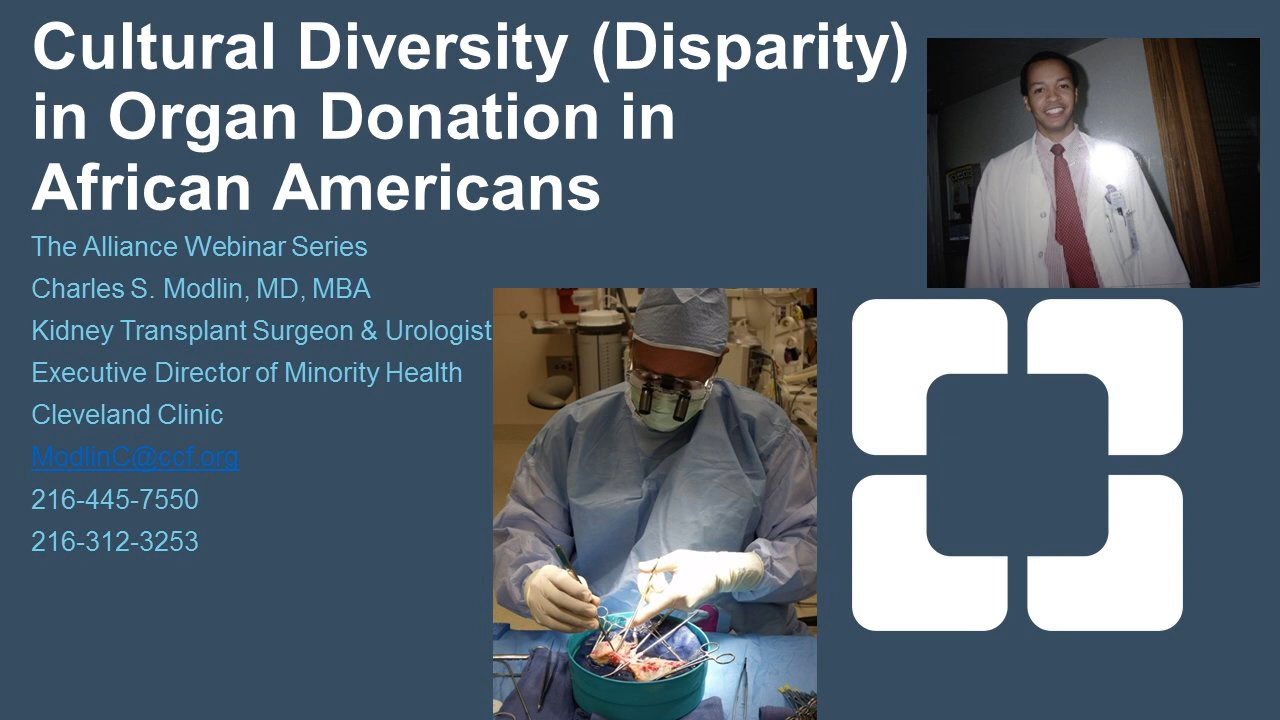 Cultural Diversity (Disparity)
in Organ Donation in
African Americans
The Alliance Webinar Series
Charles S. Modlin, MD, MBA
Kidney Transplant Surgeon & Urologist
Executive Director of Minority Health
Cleveland Clinic
ModlinC@ccf.org
216-445-7550
216-312-3253